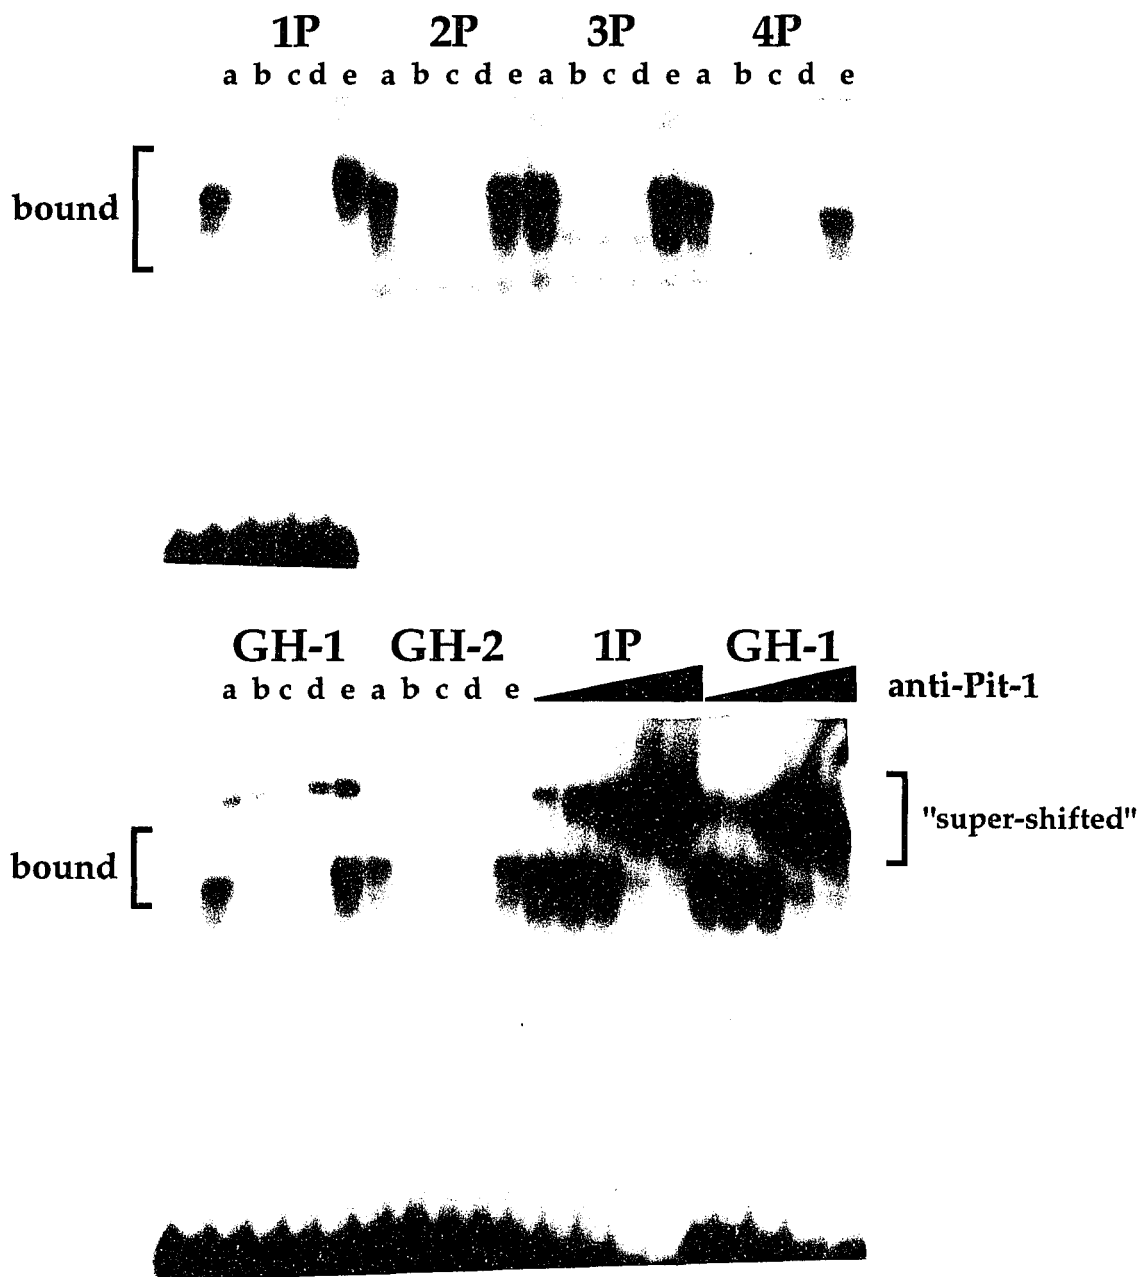 1P 2P 3P 4P
a b c d e a b c d e a b c d e a b c d e
bound
GH-1 GH-2 1P GH-1
a b c d e a b c d e anti-Pit-1
"super-shifted"
bound